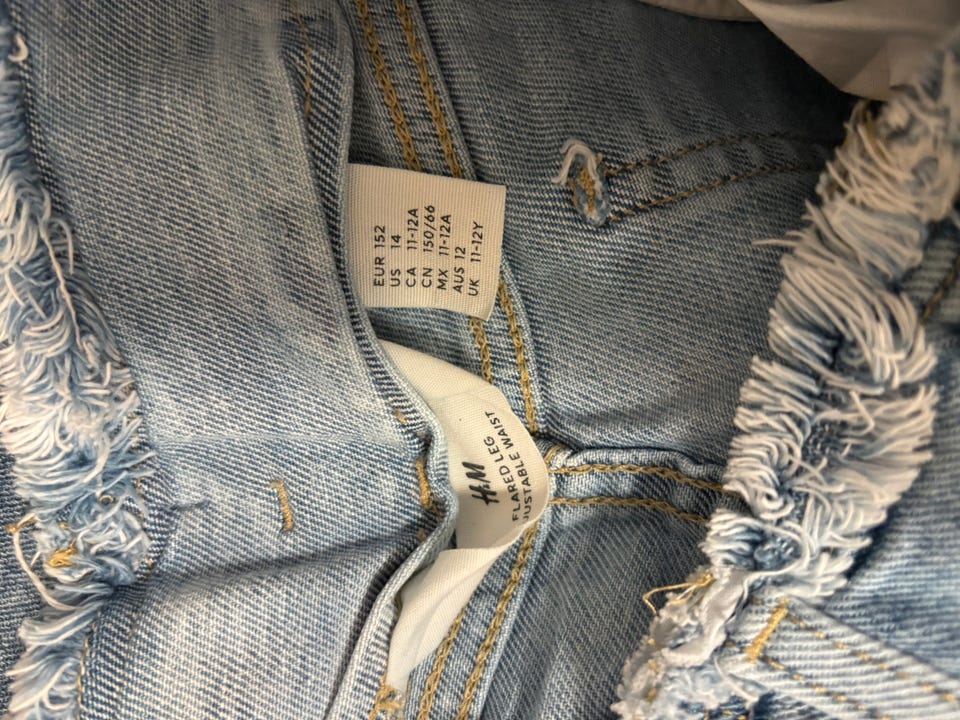 EUR 152
US 14
CA 11-12A
CN 150/66
MX 11-12A
AUS 12
UK 11-12Y
H&M
FLARED LEG
JUSTABLE WAIST